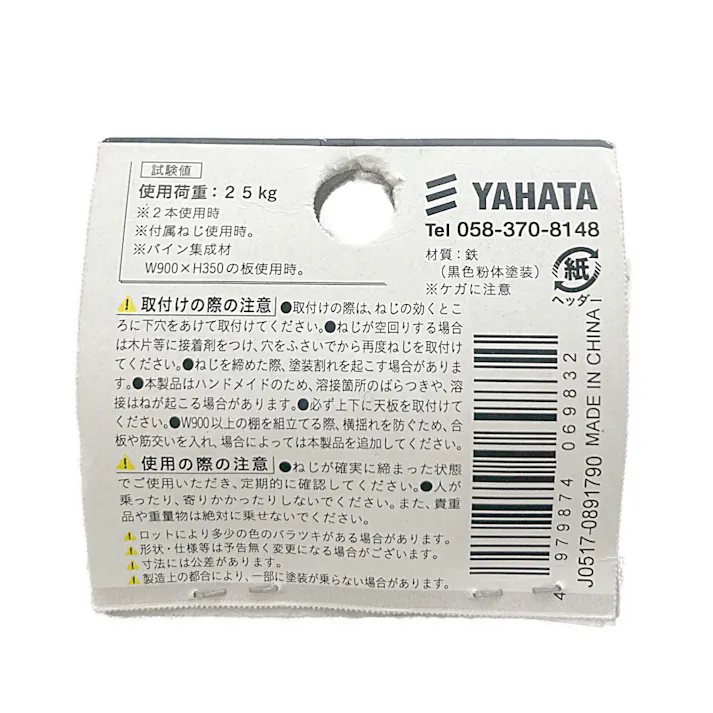 試験値
使用荷重：25kg
※2本使用時
※付属ねじ使用時。
※パイン集成材
W900×H350の板使用時。
YAHATA
Tel 058-370-8148
材質：鉄
（黒色粉体塗装）
※ケガに注意
紙
ヘッダー
取付けの際の注意 ●取付けの際は、ねじの効くとこ
ろに下穴をあけて取付けてください。●ねじが空回りする場合
は木片等に接着剤をつけ、穴をふさいでから再度ねじを取付け
てください。●ねじを締めた際、塗装割れを起こす場合がありま
す。●本製品はハンドメイドのため、溶接箇所のばらつきや、溶
接はねが起こる場合があります。●必ず上下に天板を取付けて
ください。●W900以上の棚を組立てる際、横揺れを防ぐため、合
板や筋交いを入れ、場合によっては本製品を追加してください。
使用の際の注意 ●ねじが確実に締まった状態
でご使用いただき、定期的に確認してください。●人が
乗ったり、寄りかかったりしないでください。また、貴重
品や重量物は絶対に乗せないでください。
ロットにより多少の色のバラツキがある場合があります。
形状・仕様等は予告無く変更になる場合がございます。
寸法には公差があります。
製造上の都合により、一部に塗装が乗らない場合があります。
4 979874 069832
J0517-0891790 MADE IN CHINA